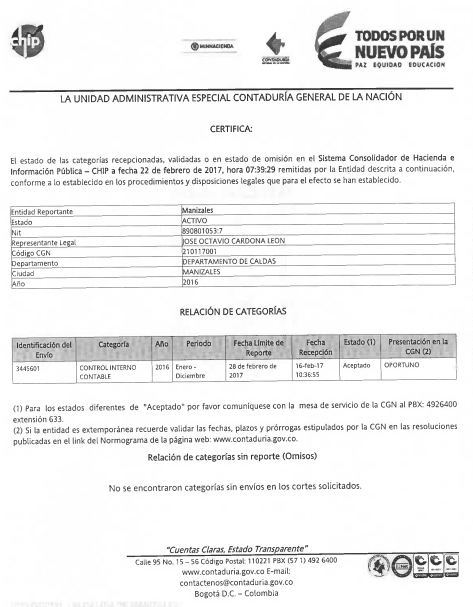 chip
MINHACIENDA
CONTADURÍA
TODOS POR UN
NUEVO PAÍS
PAZ EQUIDAD EDUCACIÓN
LA UNIDAD ADMINISTRATIVA ESPECIAL CONTADURÍA GENERAL DE LA NACIÓN
CERTIFICA:
El estado de las categorías recepcionadas, validadas o en estado de omisión en el Sistema Consolidador de Hacienda e
Información Pública – CHIP a fecha 22 de febrero de 2017, hora 07:39:29 remitidas por la Entidad descrita a continuación,
conforme a lo establecido en los procedimientos y disposiciones legales que para el efecto se han establecido.
Entidad Reportante Manizales
Estado ACTIVO
Nit 890801053:7
Representante Legal JOSE OCTAVIO CARDONA LEON
Código CGN 210117001
Departamento DEPARTAMENTO DE CALDAS
Ciudad MANIZALES
Año 2016
RELACIÓN DE CATEGORÍAS
Identificación del Envío Categoría Año Periodo Fecha Limite de Reporte Fecha Recepción Estado (1) Presentación en la CGN (2)
3445601 CONTROL INTERNO CONTABLE 2016 Enero - Diciembre 28 de febrero de 2017 16-feb-17 10:36:55 Aceptado OPORTUNO
(1) Para los estados diferentes de "Aceptado" por favor comuníquese con la mesa de servicio de la CGN al PBX: 4926400
extensión 633.
(2) Si la entidad es extemporánea recuerde validar las fechas, plazos y prórrogas estipulados por la CGN en las resoluciones
publicadas en el link del Normograma de la página web: www.contaduria.gov.co.
Relación de categorías sin reporte (Omisos)
No se encontraron categorías sin envíos en los cortes solicitados.
"Cuentas Claras, Estado Transparente"
Calle 95 No. 15 – 56 Código Postal: 110221 PBX (57 1) 492 6400
www.contaduria.gov.co E-mail:
contactenos@contaduria.gov.co
Bogotá D.C. – Colombia